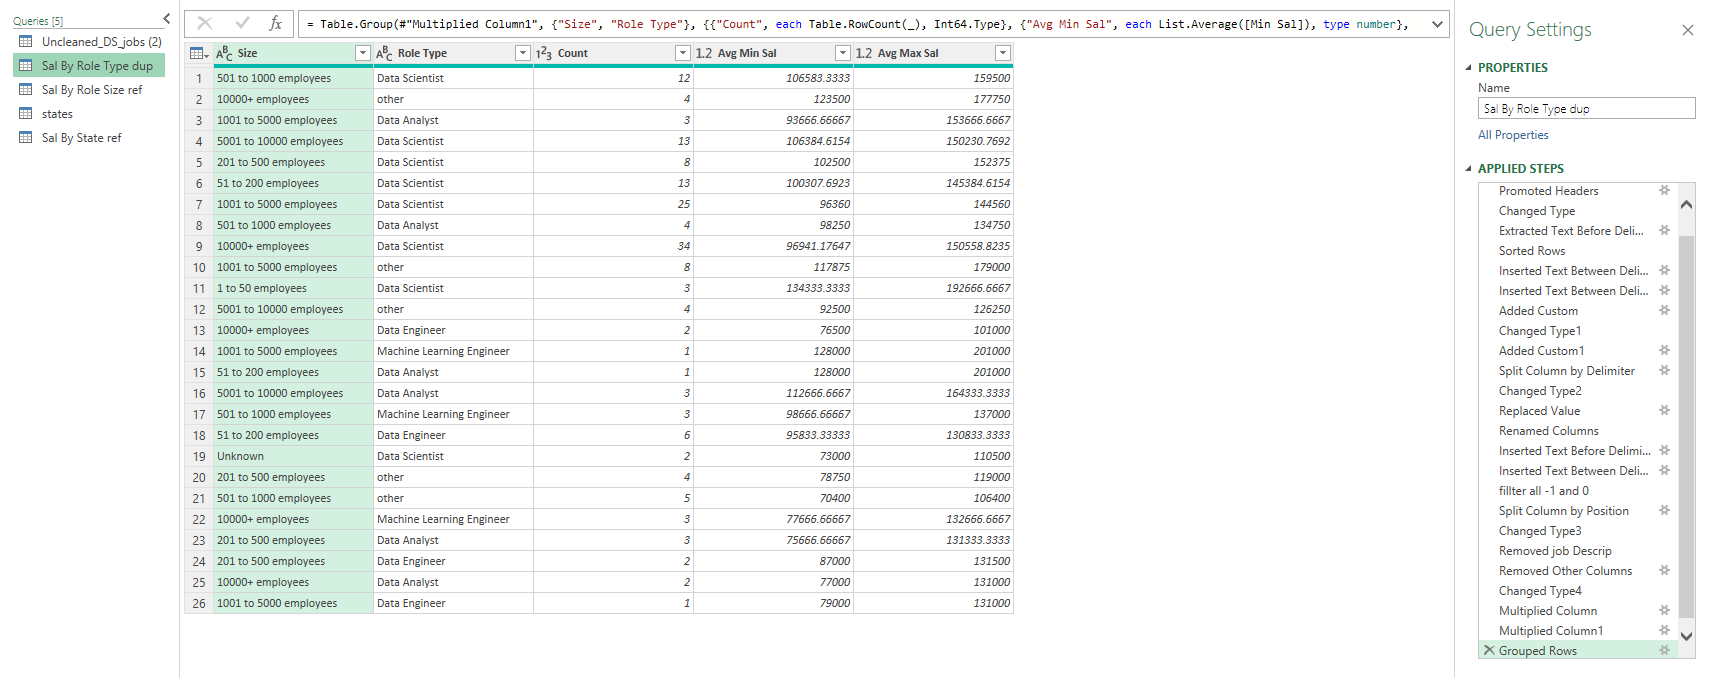 Queries [5]
Uncleaned_DS_jobs (2)
Sal By Role Type dup
Sal By Role Size ref
states
Sal By State ref
fx
= Table.Group(#"Multiplied Column1", {"Size", "Role Type"}, {{"Count", each Table.RowCount(_), Int64.Type}, {"Avg Min Sal", each List.Average([Min Sal]), type number},
ABC Size ABC Role Type 123 Count 1.2 Avg Min Sal 1.2 Avg Max Sal
1 501 to 1000 employees Data Scientist 12 106583.3333 159500
2 10000+ employees other 4 123500 177750
3 1001 to 5000 employees Data Analyst 3 93666.66667 153666.6667
4 5001 to 10000 employees Data Scientist 13 106384.6154 150230.7692
5 201 to 500 employees Data Scientist 8 102500 152375
6 51 to 200 employees Data Scientist 13 100307.6923 145384.6154
7 1001 to 5000 employees Data Scientist 25 96360 144560
8 501 to 1000 employees Data Analyst 4 98250 134750
9 10000+ employees Data Scientist 34 96941.17647 150558.8235
10 1001 to 5000 employees other 8 117875 179000
11 1 to 50 employees Data Scientist 3 134333.3333 192666.6667
12 5001 to 10000 employees other 4 92500 126250
13 10000+ employees Data Engineer 2 76500 101000
14 1001 to 5000 employees Machine Learning Engineer 1 128000 201000
15 51 to 200 employees Data Analyst 1 128000 201000
16 5001 to 10000 employees Data Analyst 3 112666.6667 164333.3333
17 501 to 1000 employees Machine Learning Engineer 3 98666.66667 137000
18 51 to 200 employees Data Engineer 6 95833.33333 130833.3333
19 Unknown Data Scientist 2 73000 110500
20 201 to 500 employees other 4 78750 119000
21 501 to 1000 employees other 5 70400 106400
22 10000+ employees Machine Learning Engineer 3 77666.66667 132666.6667
23 201 to 500 employees Data Analyst 3 75666.66667 131333.3333
24 201 to 500 employees Data Engineer 2 87000 131500
25 10000+ employees Data Analyst 2 77000 131000
26 1001 to 5000 employees Data Engineer 1 79000 131000
Query Settings
PROPERTIES
Name
Sal By Role Type dup
All Properties
APPLIED STEPS
Promoted Headers
Changed Type
Extracted Text Before Deli...
Sorted Rows
Inserted Text Between Deli...
Inserted Text Between Deli...
Added Custom
Changed Type1
Added Custom1
Split Column by Delimiter
Changed Type2
Replaced Value
Renamed Columns
Inserted Text Before Delimi...
Inserted Text Between Deli...
fillter all -1 and 0
Split Column by Position
Changed Type3
Removed job Descrip
Removed Other Columns
Changed Type4
Multiplied Column
Multiplied Column1
Grouped Rows